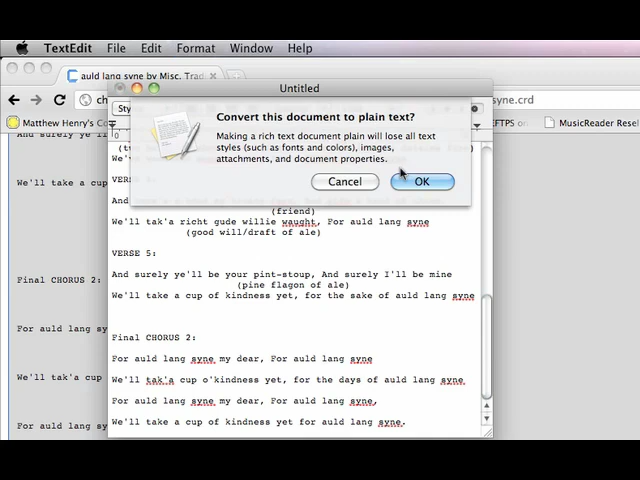 TextEdit File Edit Format Window Help
auld lang syne by Misc. Trad
Untitled
syne.crd
Matthew Henry's Co
Sty
EFTPS
MusicReader Resel
Convert this document to plain text?
Making a rich text document plain will lose all text
styles (such as fonts and colors), images,
attachments, and document properties.
Cancel
OK
And surely ye'll
We'll take a cup
VERSE
And
(friend)
We'll tak'a richt gude willie waught, For auld lang syne
(good will/draft of ale)
VERSE 5:
And surely ye'll be your pint-stoup, And surely I'll be mine
(pine flagon of ale)
We'll take a cup of kindness yet, for the sake of auld lang syne
Final CHORUS 2:
For auld lang syne my dear, For auld lang syne
We'll tak'a cup o'kindness yet, for the days of auld lang syne
For auld lang syne my dear, For auld lang syne,
We'll take a cup of kindness yet for auld lang syne.
Final CHORUS 2:
For auld lang sy
We'll tak'a cup
For auld lang sy